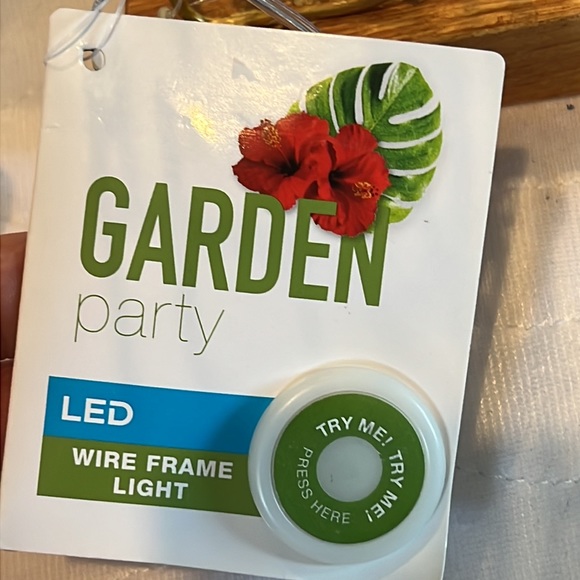 GARDEN
party
LED
WIRE FRAME
LIGHT
TRY ME! TRY ME!
PRESS HERE